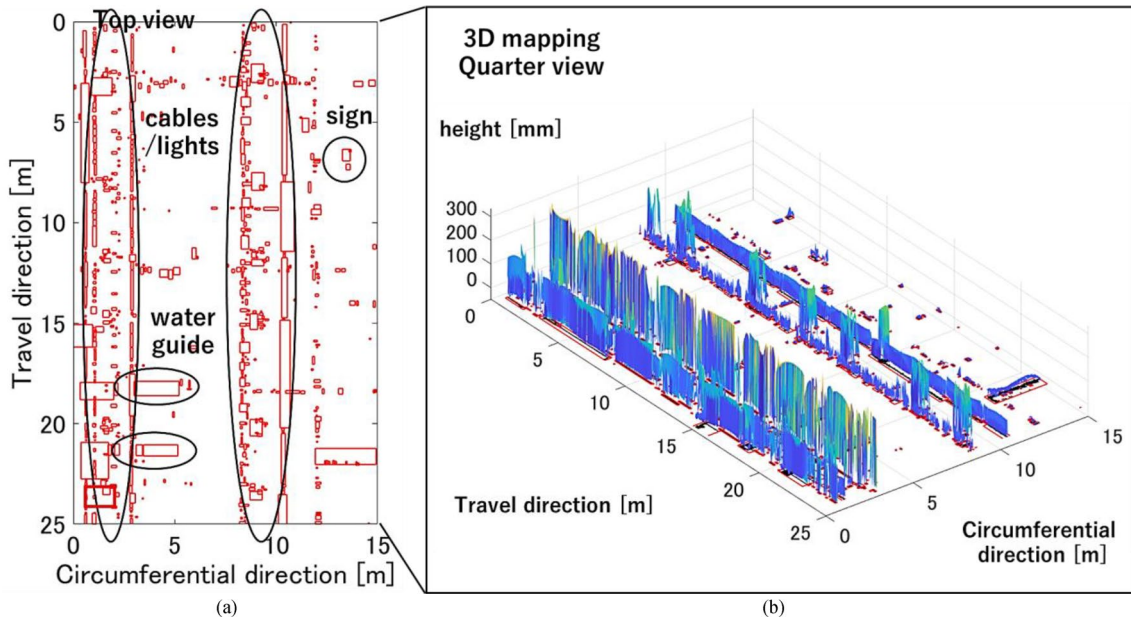 Top view
0
5
10
15
20
25
Travel direction [m]
cables
/lights
sign
water
guide
0
5
10
15
Circumferential direction [m]
(a)
3D mapping
Quarter view
height [mm]
300
200
100
0
0
5
10
15
20
25
Travel direction [m]
0
5
10
15
Circumferential
direction [m]
(b)